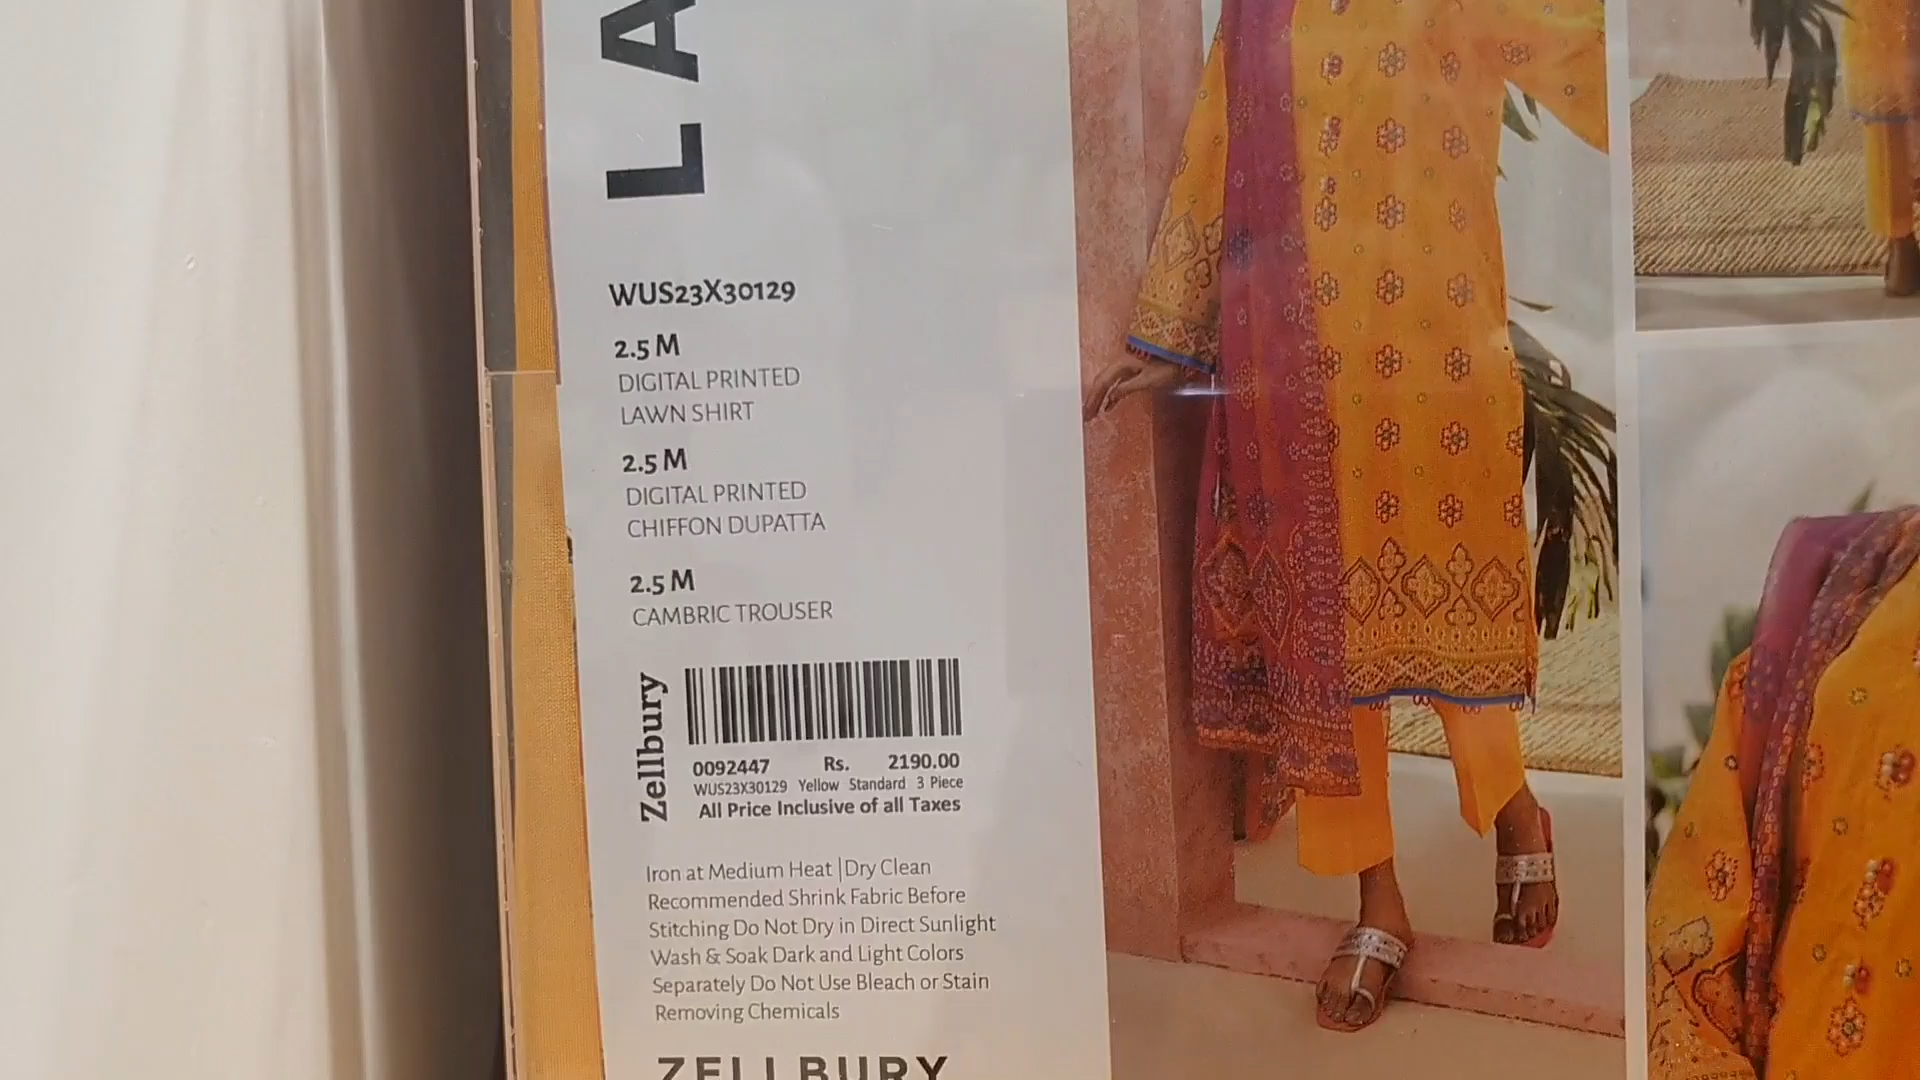 LA
WUS23X30129
2.5 M
DIGITAL PRINTED
LAWN SHIRT
2.5 M
DIGITAL PRINTED
CHIFFON DUPATTA
2.5 M
CAMBRIC TROUSER
Zellbury
0092447 Rs. 2190.00
WUS23X30129 Yellow Standard 3 Piece
All Price Inclusive of all Taxes
Iron at Medium Heat |Dry Clean
Recommended Shrink Fabric Before
Stitching Do Not Dry in Direct Sunlight
Wash & Soak Dark and Light Colors
Separately Do Not Use Bleach or Stain
Removing Chemicals
ZELLBURY